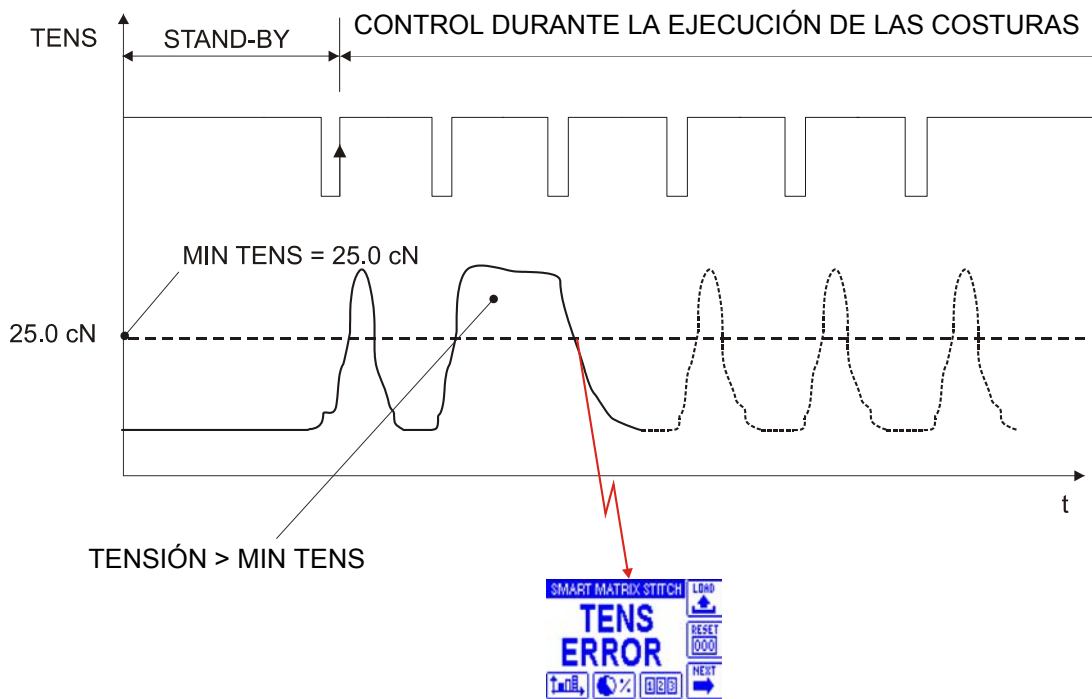 CONTROL DURANTE LA EJECUCIÓN DE LAS COSTURAS
TENS
STAND-BY
MIN TENS = 25.0 cN
25.0 cN
t
TENSIÓN > MIN TENS
SMART MATRIX STITCH
LOAD
TENS
ERROR
RESET
000
NEXT
%
123